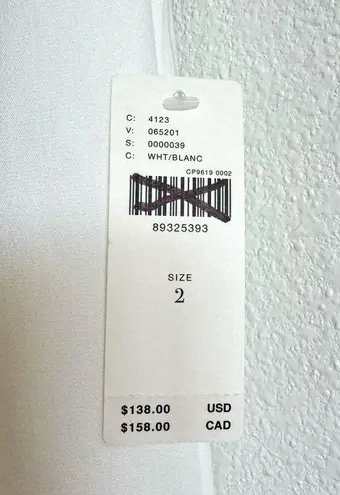 C: 4123
V: 065201
S: 0000039
C: WHT/BLANC
CP9619 0002
89325393
SIZE
2
$138.00 USD
$158.00 CAD